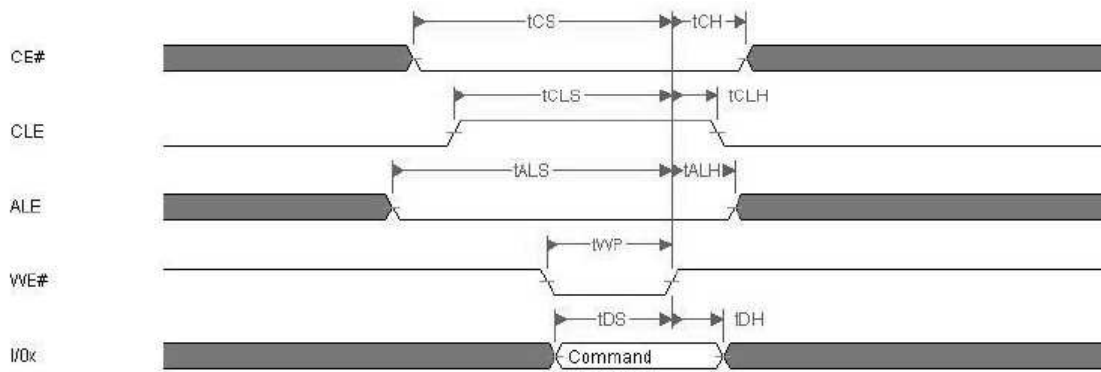 tCS tCH
CE#
tCLS tCLH
CLE
tALS tALH
ALE
tWP
WE#
tDS tDH
I/0x Command